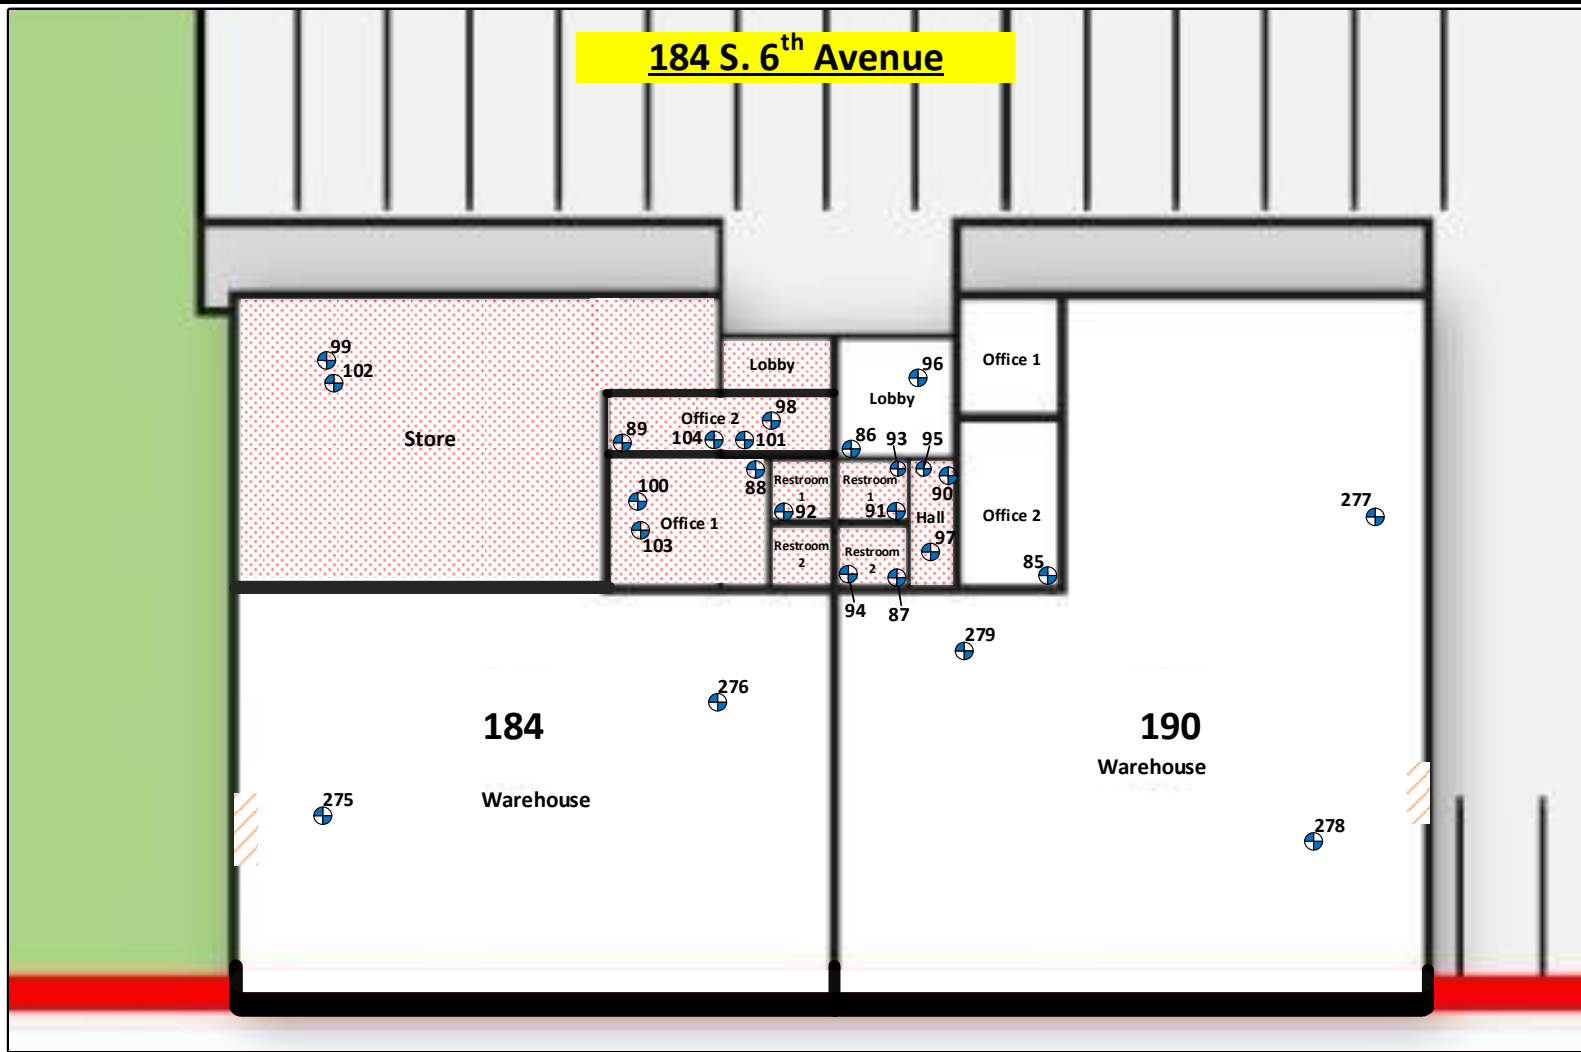 184 S. 6th Avenue
99
102
Store
Lobby
Office 2
98
89
104
101
88
100
Office 1
103
Restroom
1
92
Restroom
2
96
Lobby
86
93
95
Restroom
1
91
90
Hall
97
Restroom
2
94
87
Office 1
Office 2
85
277
279
276
184
Warehouse
275
190
Warehouse
278